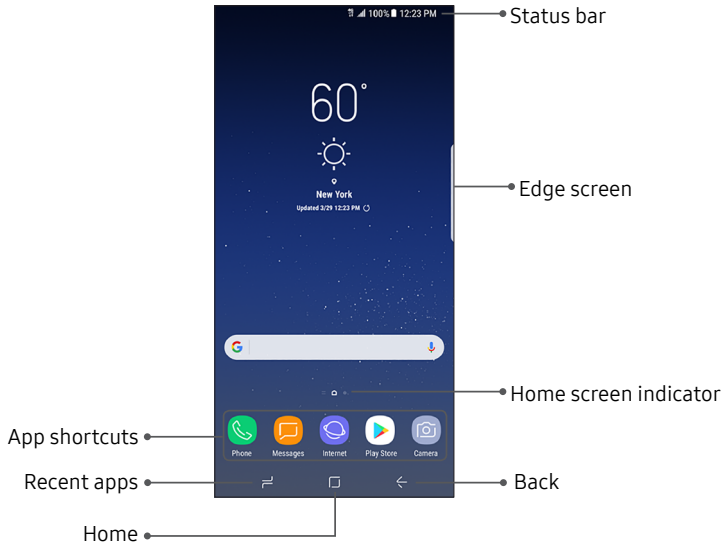 100% 12:23 PM
Status bar
60°
Edge screen
New York
Updated 3/29 12:23 PM
G
Home screen indicator
App shortcuts
Phone Messages Internet Play Store Camera
Recent apps
Back
Home